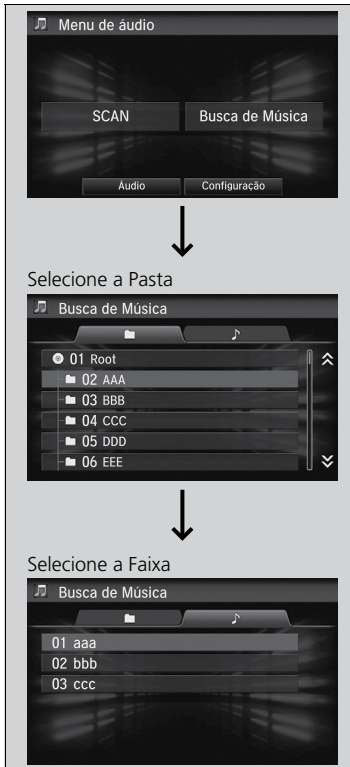 Menu de áudio
SCAN Busca de Música
Áudio Configuração
Selecione a Pasta
Busca de Música
01 Root
02 AAA
03 BBB
04 CCC
05 DDD
06 EEE
Selecione a Faixa
Busca de Música
01 aaa
02 bbb
03 ccc